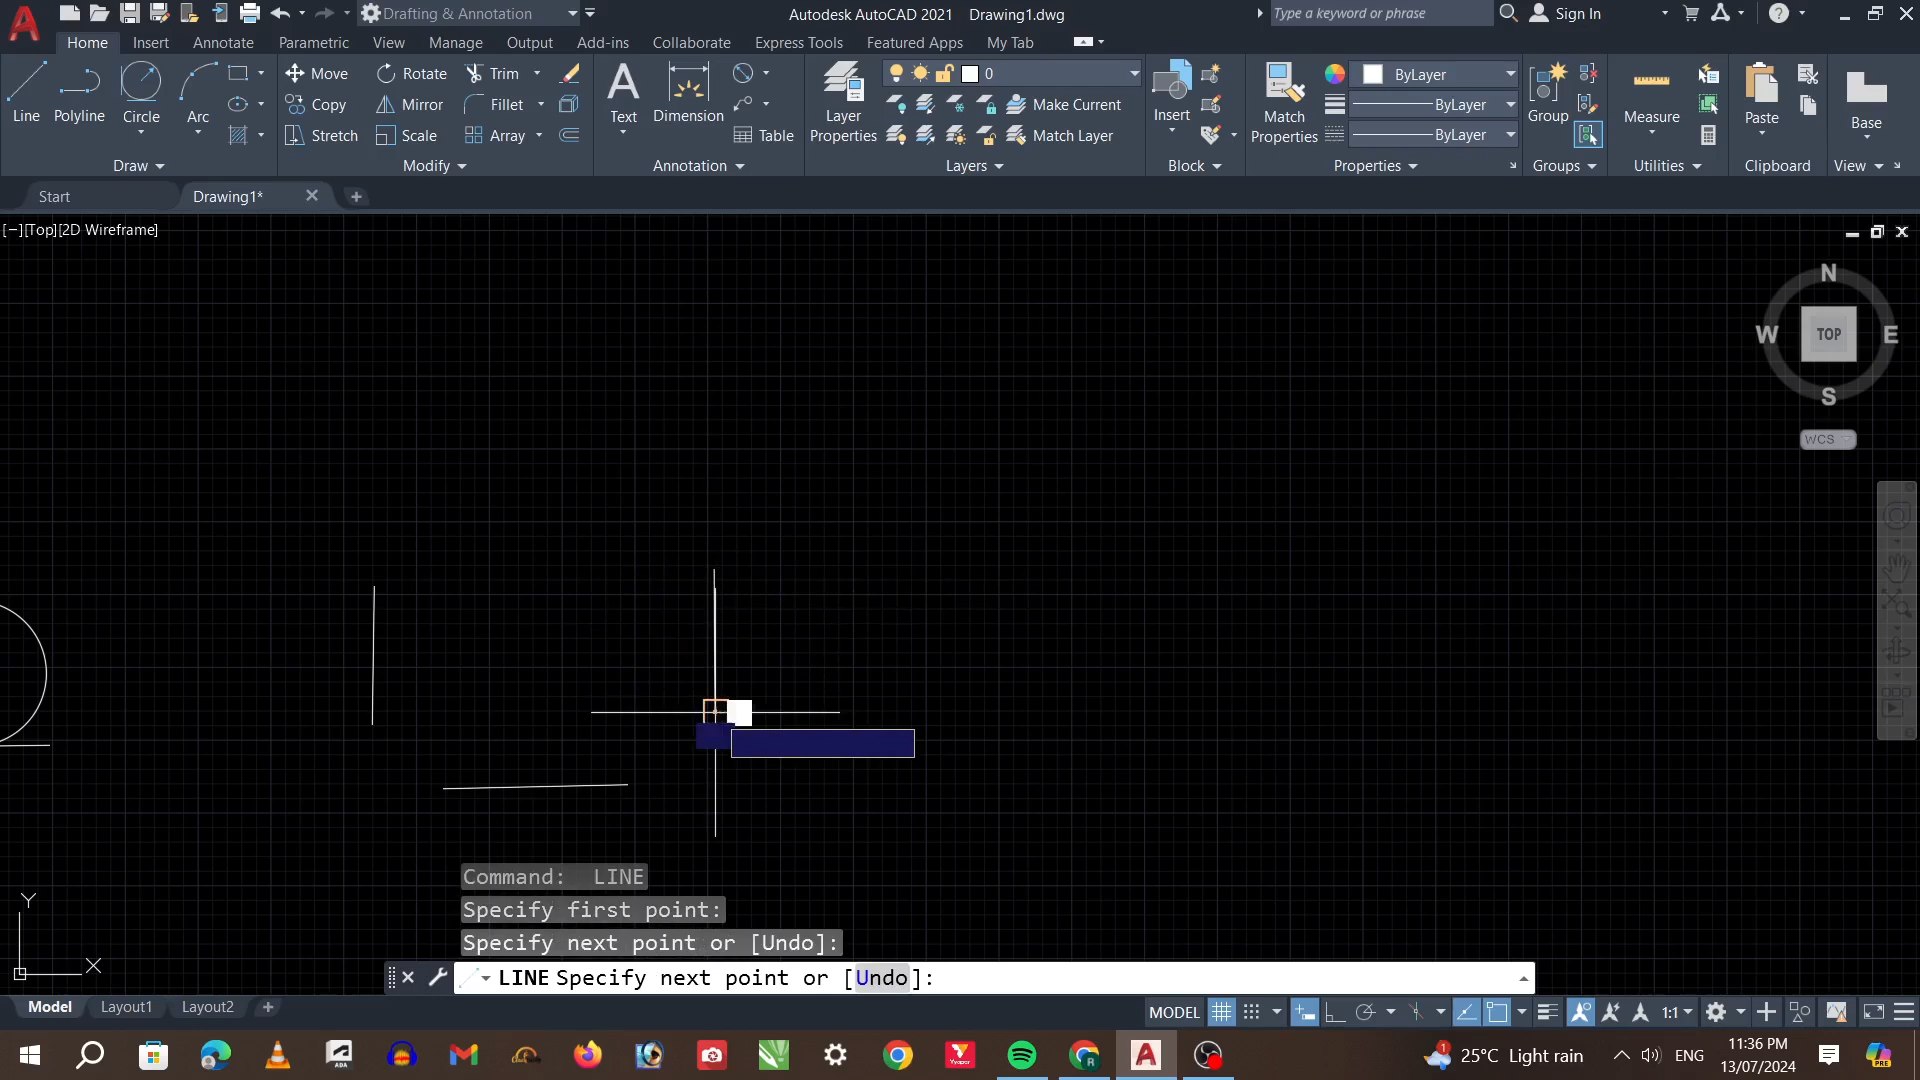 Drafting & Annotation
Autodesk AutoCAD 2021 Drawing1.dwg
Type a keyword or phrase
Sign In
Home Insert Annotate Parametric View Manage Output Add-ins Collaborate Express Tools Featured Apps My Tab
Line Polyline Circle Arc
Move Rotate Trim
Copy Mirror Fillet
Stretch Scale Array
Text Dimension
Table
Layer Properties
0
Make Current
Match Layer
Insert
Match Properties
ByLayer
ByLayer
ByLayer
Group
Measure
Paste
Base
Draw Modify Annotation Layers Block Properties Groups Utilities Clipboard View
Start Drawing1*
[−][Top][2D Wireframe]
N
W TOP E
S
WCS
Command: LINE
Specify first point:
Specify next point or [Undo]:
LINE Specify next point or [Undo]:
Y
X
Model Layout1 Layout2
MODEL
1:1
ADA
Vyapar
1
25°C Light rain
ENG
11:36 PM
13/07/2024
PRE